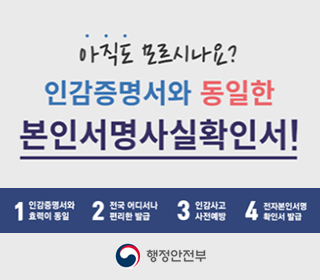 아직도 모르시나요?
인감증명서와 동일한
본인서명사실확인서!
1 인감증명서와
효력이 동일
2 전국 어디서나
편리한 발급
3 인감사고
사전예방
4 전자본인서명
확인서 발급
행정안전부